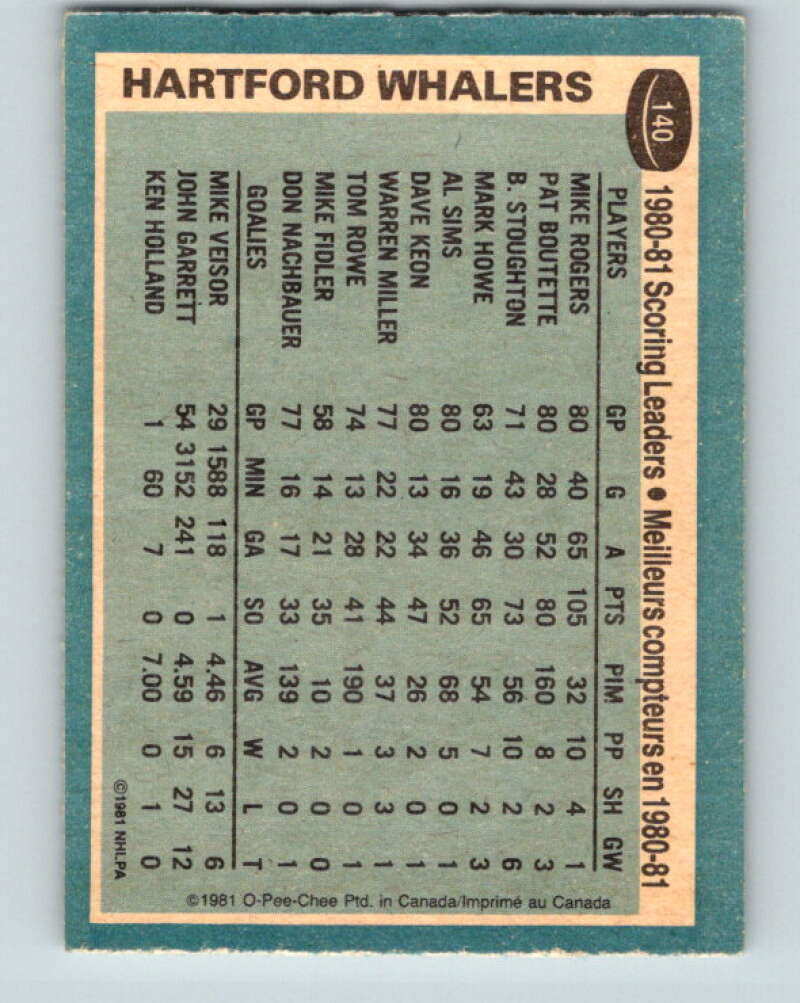 HARTFORD WHALERS
140
1980-81 Scoring Leaders • Meilleurs compteurs en 1980-81
PLAYERS GP G A PTS PIM PP SH GW
MIKE ROGERS 80 40 65 105 32 10 4 1
PAT BOUTETTE 80 28 52 80 160 8 2 3
B. STOUGHTON 71 43 30 73 56 10 2 6
MARK HOWE 63 19 46 65 54 7 2 3
AL SIMS 80 16 36 52 68 5 0 1
DAVE KEON 80 13 34 47 26 2 0 1
WARREN MILLER 77 22 22 44 37 3 3 1
TOM ROWE 74 13 28 41 190 1 0 1
MIKE FIDLER 58 14 21 35 10 2 0 0
DON NACHBAUER 77 16 17 33 139 2 0 1
GOALIES GP MIN GA SO AVG W L T
MIKE VEISOR 29 1588 118 1 4.46 6 13 6
JOHN GARRETT 54 3152 241 0 4.59 15 27 12
KEN HOLLAND 1 60 7 0 7.00 0 1 0
©1981 NHLPA
©1981 O-Pee-Chee Ptd. in Canada/Imprimé au Canada